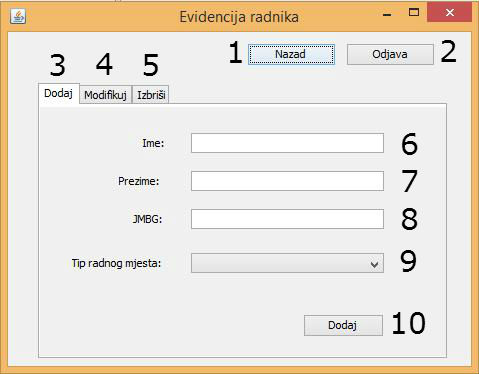 Evidencija radnika
1 Nazad Odjava 2
3 4 5
Dodaj Modifikuj Izbriši
Ime: 6
Prezime: 7
JMBG: 8
Tip radnog mjesta: 9
Dodaj 10